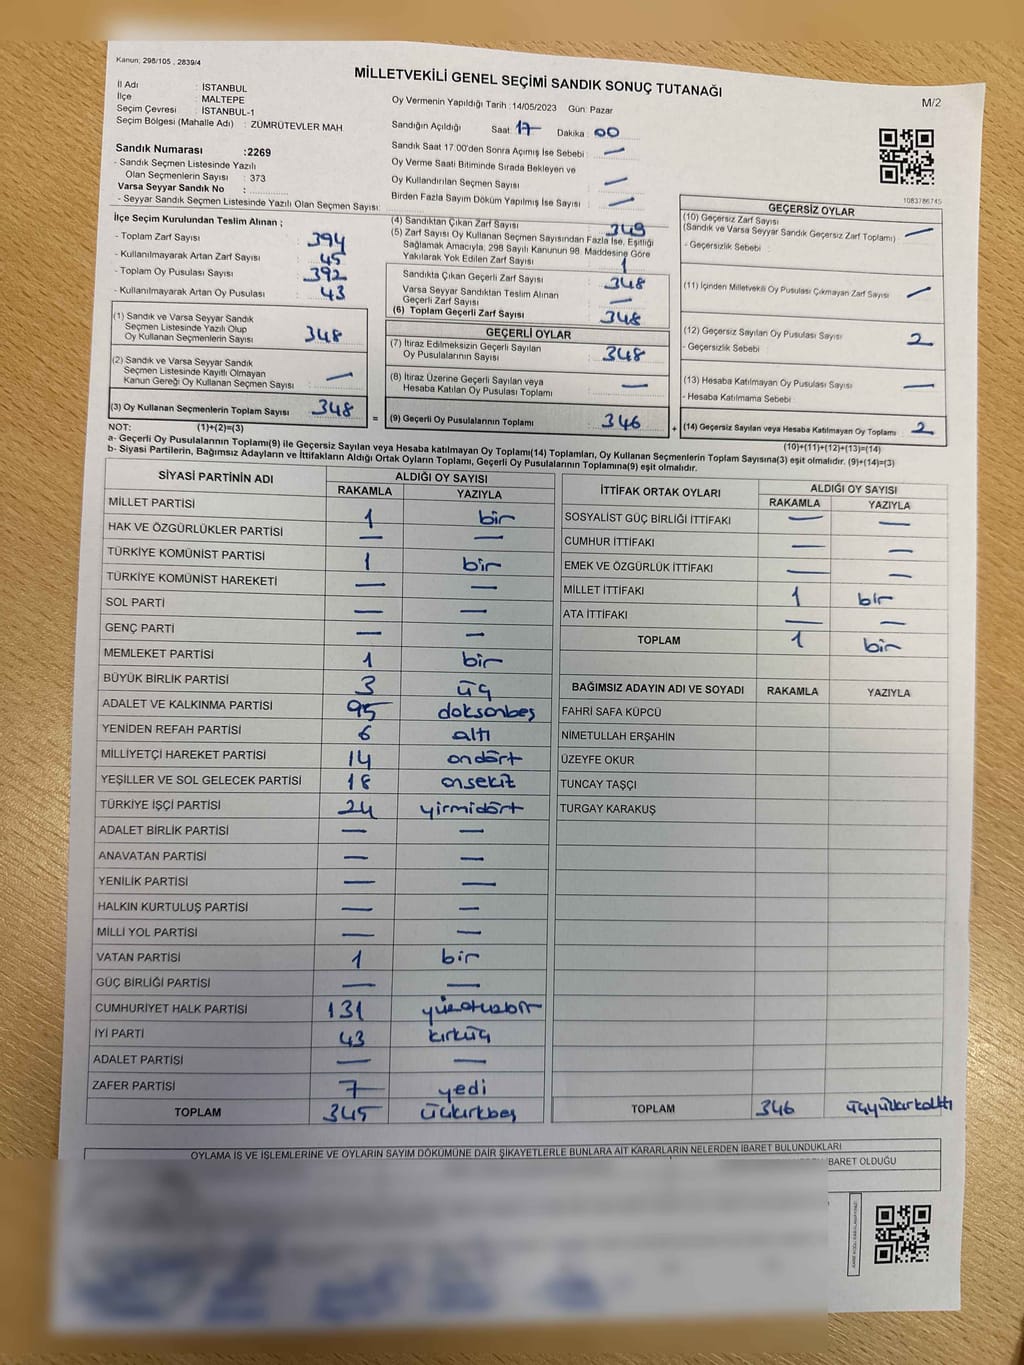 Kanun; 298/105 , 2839/4
MİLLETVEKİLİ GENEL SEÇİMİ SANDIK SONUÇ TUTANAĞI
M/2
İl Adı : İSTANBUL
İlçe : MALTEPE
Seçim Çevresi : İSTANBUL-1
Seçim Bölgesi (Mahalle Adı) : ZÜMRÜTEVLER MAH
Oy Vermenin Yapıldığı Tarih : 14/05/2023 Gün: Pazar
Sandığın Açıldığı Saat: 17 Dakika : 00
Sandık Saat 17:00'den Sonra Açılmış İse Sebebi : —
Oy Verme Saati Bitiminde Sırada Bekleyen ve
Oy Kullandırılan Seçmen Sayısı : —
Birden Fazla Sayım Döküm Yapılmış İse Sayısı : —
Sandık Numarası :2269
- Sandık Seçmen Listesinde Yazılı
Olan Seçmenlerin Sayısı : 373
Varsa Seyyar Sandık No :
- Seyyar Sandık Seçmen Listesinde Yazılı Olan Seçmen Sayısı:
1083786745
İlçe Seçim Kurulundan Teslim Alınan ;
- Toplam Zarf Sayısı : 394
- Kullanılmayarak Artan Zarf Sayısı : 45
- Toplam Oy Pusulası Sayısı : 392
- Kullanılmayarak Artan Oy Pusulası : 43
(1) Sandık ve Varsa Seyyar Sandık
Seçmen Listesinde Yazılı Olup
Oy Kullanan Seçmenlerin Sayısı : 348
(2) Sandık ve Varsa Seyyar Sandık
Seçmen Listesinde Kayıtlı Olmayan
Kanun Gereği Oy Kullanan Seçmen Sayısı : —
(3) Oy Kullanan Seçmenlerin Toplam Sayısı : 348 =
(4) Sandıktan Çıkan Zarf Sayısı : 349
(5) Zarf Sayısı Oy Kullanan Seçmen Sayısından Fazla İse, Eşitliği
Sağlamak Amacıyla; 298 Sayılı Kanunun 98. Maddesine Göre
Yakılarak Yok Edilen Zarf Sayısı : 1
Sandıkta Çıkan Geçerli Zarf Sayısı : 348
Varsa Seyyar Sandıktan Teslim Alınan
Geçerli Zarf Sayısı : —
(6) Toplam Geçerli Zarf Sayısı : 348
GEÇERLİ OYLAR
(7) İtiraz Edilmeksizin Geçerli Sayılan
Oy Pusulalarının Sayısı : 348
(8) İtiraz Üzerine Geçerli Sayılan veya
Hesaba Katılan Oy Pusulası Toplamı : —
(9) Geçerli Oy Pusulalarının Toplamı : 346 +
GEÇERSİZ OYLAR
(10) Geçersiz Zarf Sayısı
(Sandık ve Varsa Seyyar Sandık Geçersiz Zarf Toplamı) : —
- Geçersizlik Sebebi :
(11) İçinden Milletvekili Oy Pusulası Çıkmayan Zarf Sayısı : —
(12) Geçersiz Sayılan Oy Pusulası Sayısı : 2
- Geçersizlik Sebebi :
(13) Hesaba Katılmayan Oy Pusulası Sayısı : —
- Hesaba Katılmama Sebebi :
(14) Geçersiz Sayılan veya Hesaba Katılmayan Oy Toplamı : 2
NOT: (1)+(2)=(3)
(10)+(11)+(12)+(13)=(14)
a- Geçerli Oy Pusulalarının Toplamı(9) ile Geçersiz Sayılan veya Hesaba katılmayan Oy Toplamı(14) Toplamları, Oy Kullanan Seçmenlerin Toplam Sayısına(3) eşit olmalıdır. (9)+(14)=(3)
b- Siyasi Partilerin, Bağımsız Adayların ve İttifakların Aldığı Ortak Oyların Toplamı, Geçerli Oy Pusulalarının Toplamına(9) eşit olmalıdır.
SİYASİ PARTİNİN ADI ALDIĞI OY SAYISI
RAKAMLA YAZIYLA
MİLLET PARTİSİ 1 bir
HAK VE ÖZGÜRLÜKLER PARTİSİ — —
TÜRKİYE KOMÜNİST PARTİSİ 1 bir
TÜRKİYE KOMÜNİST HAREKETİ — —
SOL PARTİ — —
GENÇ PARTİ — —
MEMLEKET PARTİSİ 1 bir
BÜYÜK BİRLİK PARTİSİ 3 üç
ADALET VE KALKINMA PARTİSİ 95 doksanbeş
YENİDEN REFAH PARTİSİ 6 altı
MİLLİYETÇİ HAREKET PARTİSİ 14 ondört
YEŞİLLER VE SOL GELECEK PARTİSİ 18 onsekiz
TÜRKİYE İŞÇİ PARTİSİ 24 yirmidört
ADALET BİRLİK PARTİSİ — —
ANAVATAN PARTİSİ — —
YENİLİK PARTİSİ — —
HALKIN KURTULUŞ PARTİSİ — —
MİLLİ YOL PARTİSİ — —
VATAN PARTİSİ 1 bir
GÜÇ BİRLİĞİ PARTİSİ — —
CUMHURİYET HALK PARTİSİ 131 yüzotuzbir
İYİ PARTİ 43 kırküç
ADALET PARTİSİ — —
ZAFER PARTİSİ 7 yedi
TOPLAM 345
İTTİFAK ORTAK OYLARI ALDIĞI OY SAYISI
RAKAMLA YAZIYLA
SOSYALİST GÜÇ BİRLİĞİ İTTİFAKI — —
CUMHUR İTTİFAKI — —
EMEK VE ÖZGÜRLÜK İTTİFAKI — —
MİLLET İTTİFAKI 1 bir
ATA İTTİFAKI — —
TOPLAM 1 bir
BAĞIMSIZ ADAYIN ADI VE SOYADI RAKAMLA YAZIYLA
FAHRİ SAFA KÜPCÜ
NİMETULLAH ERŞAHİN
ÜZEYFE OKUR
TUNCAY TAŞÇI
TURGAY KARAKUŞ
TOPLAM 346
OYLAMA İŞ VE İŞLEMLERİNE VE OYLARIN SAYIM DÖKÜMÜNE DAİR ŞİKAYETLERLE BUNLARA AİT KARARLARIN NELERDEN İBARET BULUNDUKLARI
İBARET OLDUĞU